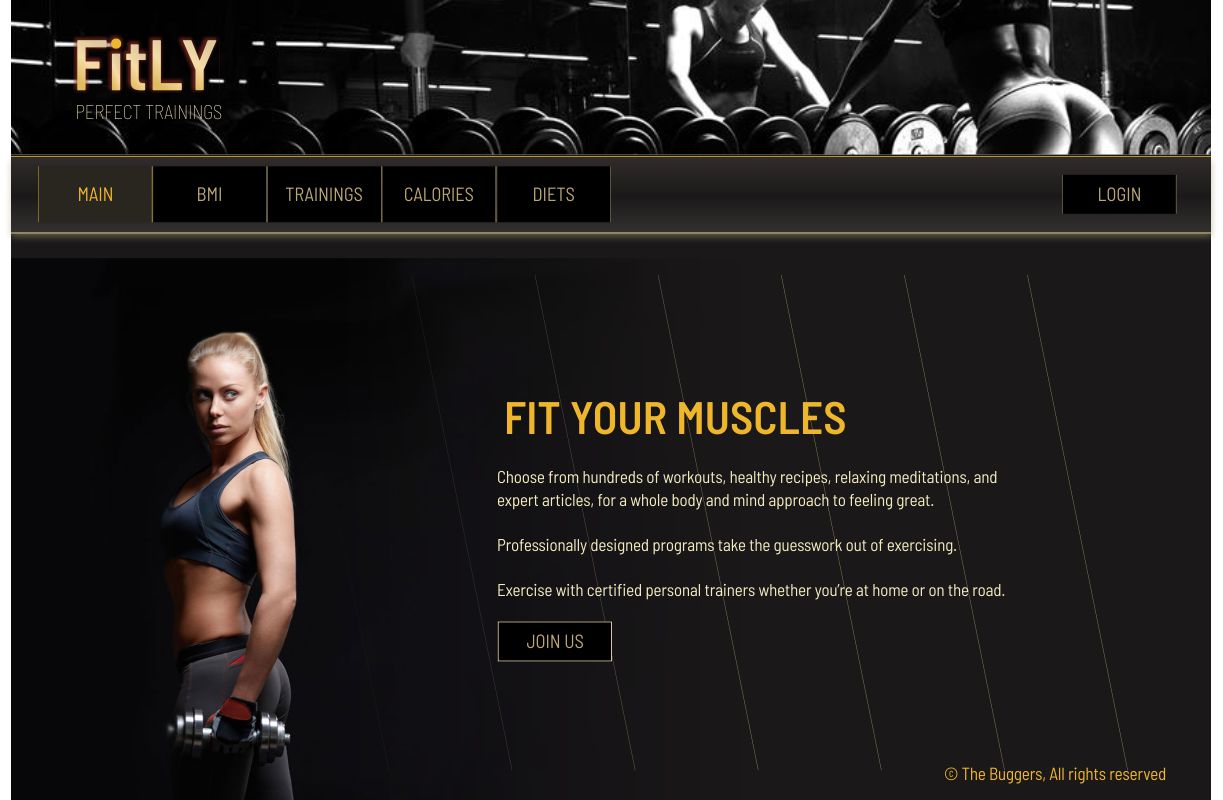 FitLY
PERFECT TRAININGS
MAIN
BMI
TRAININGS
CALORIES
DIETS
LOGIN
FIT YOUR MUSCLES
Choose from hundreds of workouts, healthy recipes, relaxing meditations, and
expert articles, for a whole body and mind approach to feeling great.
Professionally designed programs take the guesswork out of exercising.
Exercise with certified personal trainers whether you're at home or on the road.
JOIN US
© The Buggers, All rights reserved